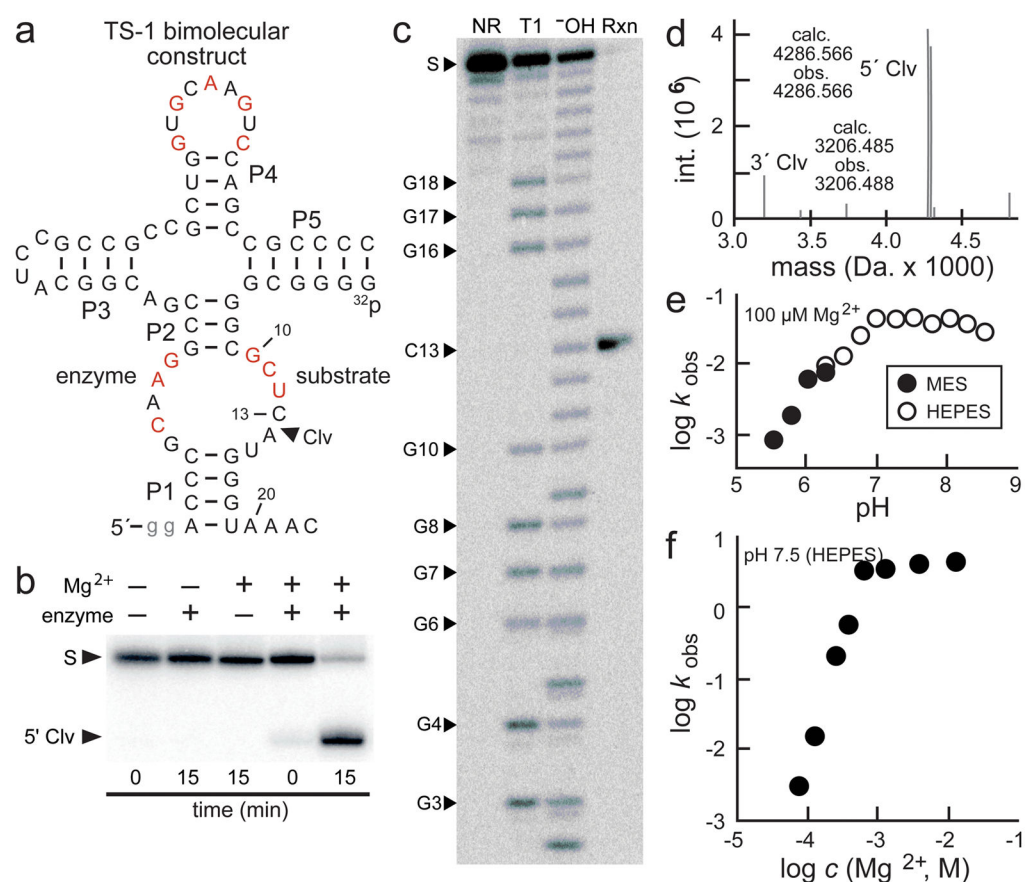 a
TS-1 bimolecular
construct
C A A
G G
U U
G C
G – C
U – A
P4
C – G
G – C
P5
C C G C C G C C
C G C C C C
U C A C G G C
G C G G G G
³²p
P3
A G C – G
P2
C – G
G – C
10
G A A C G
G C U C A U
enzyme
substrate
13
Clv
C – G
C – G
P1
C – G
20
5´– g g A – U A A A C
b
Mg²⁺ – – + + +
enzyme – + – + +
S
5' Clv
0 15 15 0 15
time (min)
c
NR T1 ⁻OH Rxn
S
G18
G17
G16
C13
G10
G8
G7
G6
G4
G3
d
calc.
4286.566
obs.
4286.566
5´ Clv
calc.
3206.485
obs.
3206.488
3´ Clv
int. (10⁶)
4
2
0
3.0 3.5 4.0 4.5
mass (Da. x 1000)
e
100 µM Mg²⁺
MES
HEPES
log k obs
-1
-2
-3
5 6 7 8 9
pH
f
pH 7.5 (HEPES)
log k obs
1
0
-1
-2
-3
-5 -4 -3 -2 -1
log c (Mg ²⁺, M)